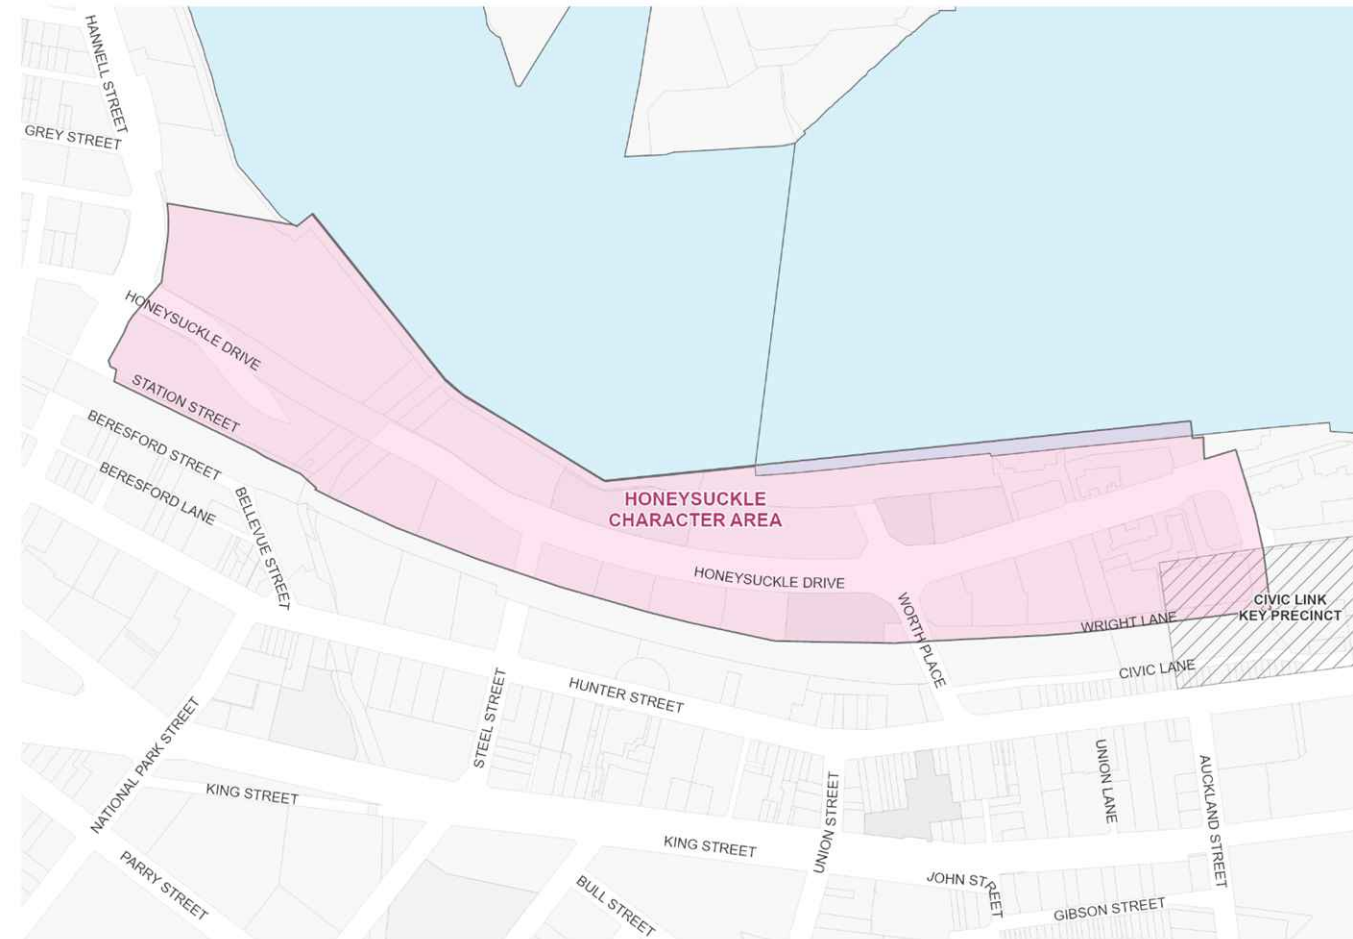 HANNELL STREET
GREY STREET
HONEYSUCKLE DRIVE
STATION STREET
BERESFORD STREET
BERESFORD LANE
BELLEVUE STREET
HONEYSUCKLE
CHARACTER AREA
HONEYSUCKLE DRIVE
WORTH PLACE
WRIGHT LANE
CIVIC LINK
KEY PRECINCT
CIVIC LANE
HUNTER STREET
STEEL STREET
NATIONAL PARK STREET
KING STREET
PARRY STREET
KING STREET
UNION STREET
UNION LANE
AUCKLAND STREET
BULL STREET
JOHN STREET
GIBSON STREET